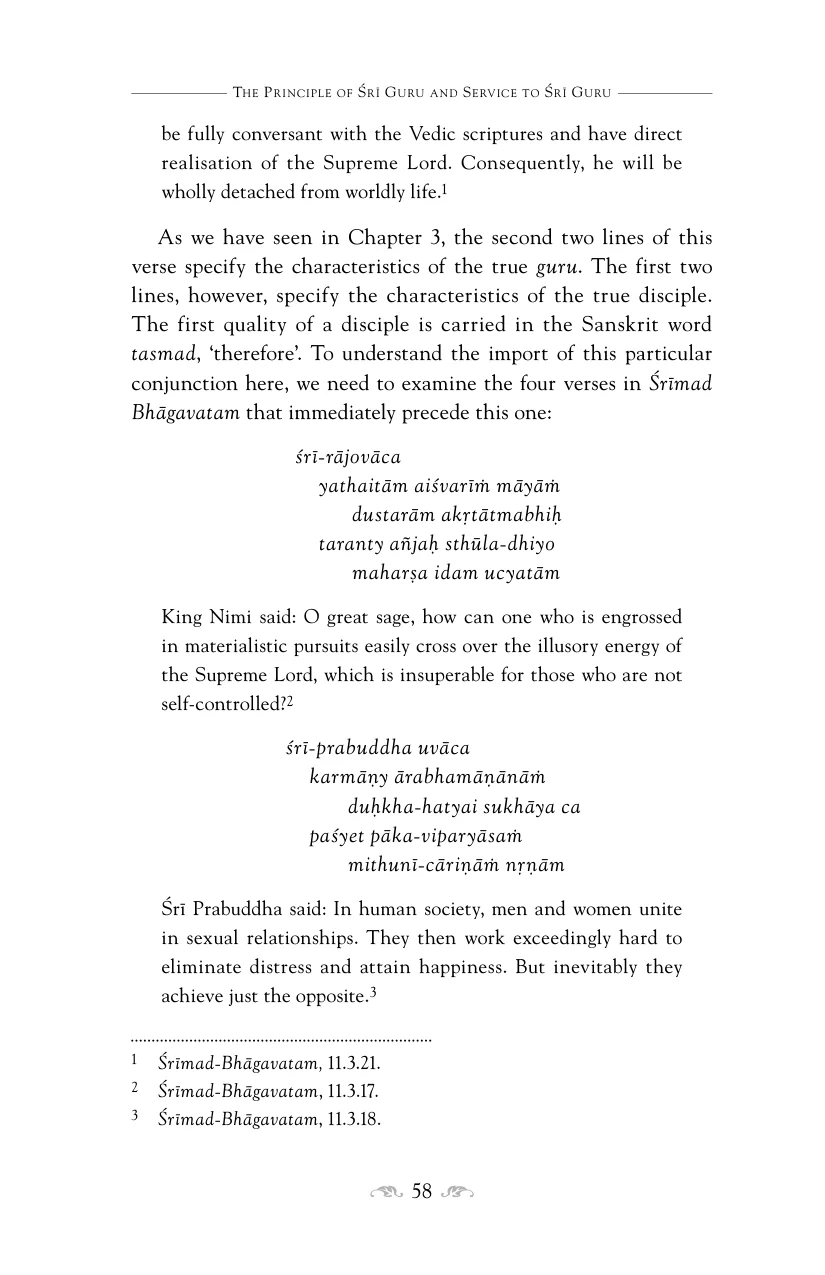 The Principle of Śrī Guru and Service to Śrī Guru
be fully conversant with the Vedic scriptures and have direct
realisation of the Supreme Lord. Consequently, he will be
wholly detached from worldly life.1
As we have seen in Chapter 3, the second two lines of this
verse specify the characteristics of the true guru. The first two
lines, however, specify the characteristics of the true disciple.
The first quality of a disciple is carried in the Sanskrit word
tasmad, ‘therefore’. To understand the import of this particular
conjunction here, we need to examine the four verses in Śrīmad
Bhāgavatam that immediately precede this one:
śrī-rājovāca
yathaitām aiśvarīṁ māyāṁ
dustarām akṛtātmabhiḥ
taranty añjaḥ sthūla-dhiyo
maharṣa idam ucyatām
King Nimi said: O great sage, how can one who is engrossed
in materialistic pursuits easily cross over the illusory energy of
the Supreme Lord, which is insuperable for those who are not
self-controlled?2
śrī-prabuddha uvāca
karmāṇy ārabhamāṇānāṁ
duḥkha-hatyai sukhāya ca
paśyet pāka-viparyāsaṁ
mithunī-cāriṇāṁ nṛṇām
Śrī Prabuddha said: In human society, men and women unite
in sexual relationships. They then work exceedingly hard to
eliminate distress and attain happiness. But inevitably they
achieve just the opposite.3
1 Śrīmad-Bhāgavatam, 11.3.21.
2 Śrīmad-Bhāgavatam, 11.3.17.
3 Śrīmad-Bhāgavatam, 11.3.18.
58